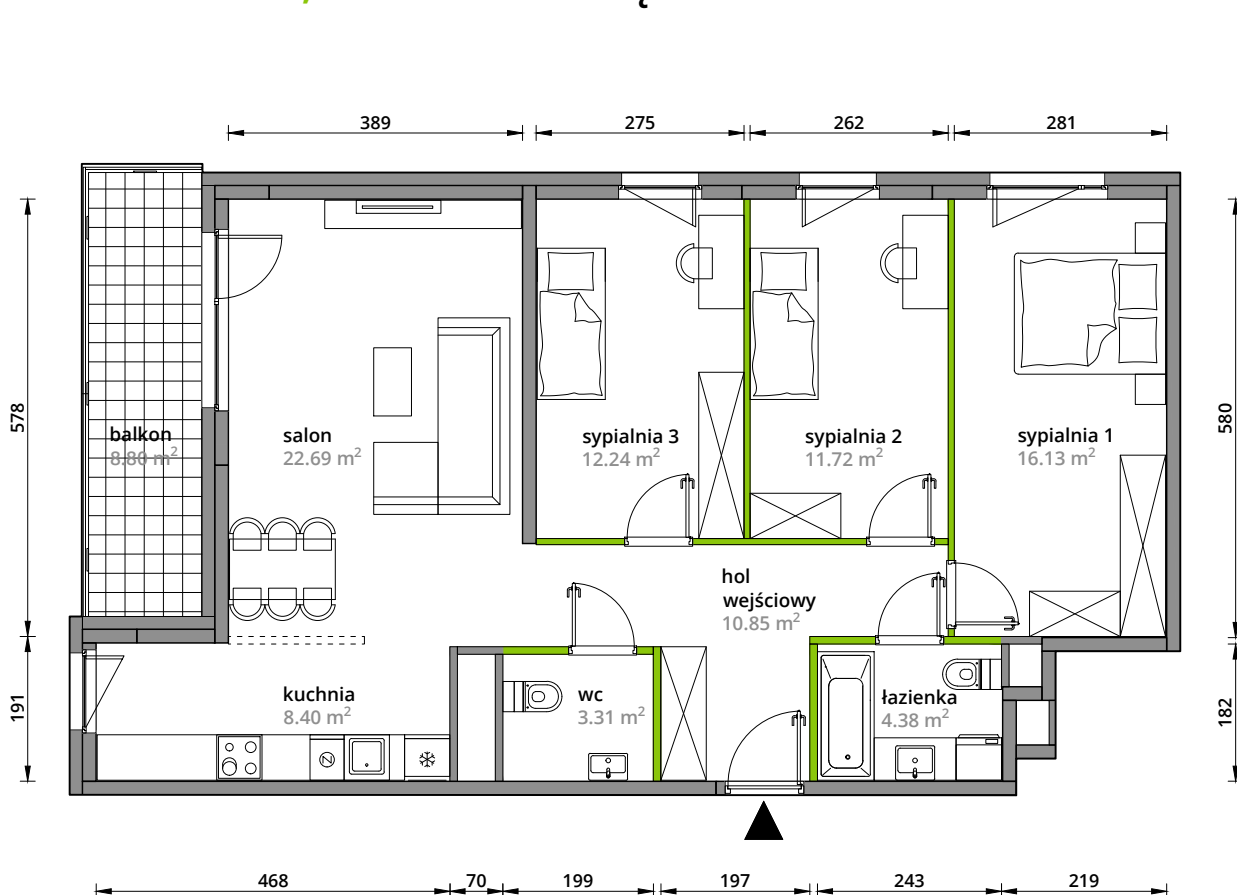 389 275 262 281
578
580
balkon
8.80 m²
salon
22.69 m²
sypialnia 3
12.24 m²
sypialnia 2
11.72 m²
sypialnia 1
16.13 m²
hol
wejściowy
10.85 m²
191
182
kuchnia
8.40 m²
wc
3.31 m²
łazienka
4.38 m²
468 70 199 197 243 219